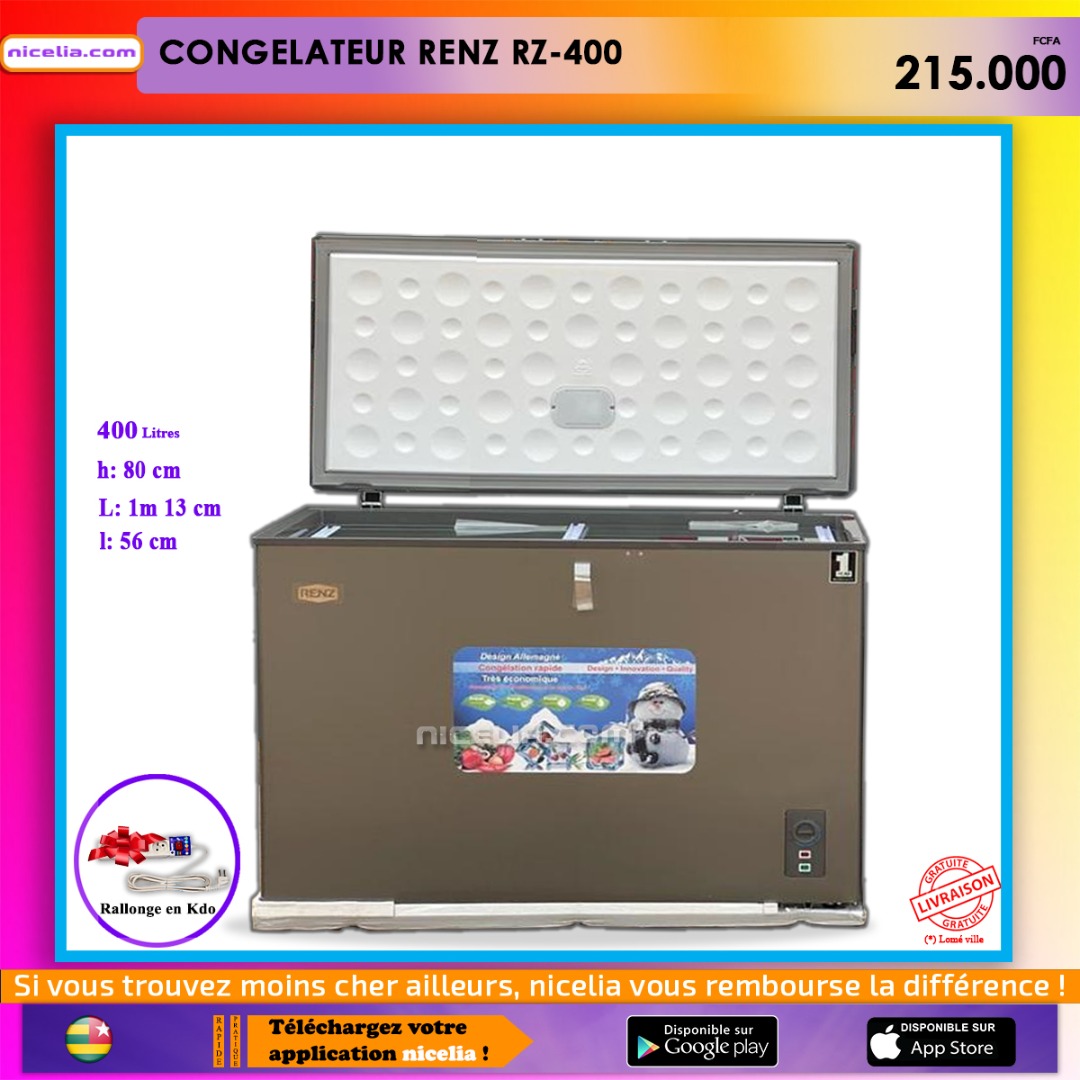 nicelia.com
CONGELATEUR RENZ RZ-400
FCFA
215.000
400 Litres
h: 80 cm
L: 1m 13 cm
l: 56 cm
RENZ
1
Design Allemagne
Congélation rapide
Très économique
Design • Innovation • Quality
nicelia.com
Rallonge en Kdo
GRATUITE
LIVRAISON
GRATUITE
(*) Lomé ville
Si vous trouvez moins cher ailleurs, nicelia vous rembourse la différence !
RAPIDE
PRATIQUE
Téléchargez votre
application nicelia !
Disponible sur
Google play
DISPONIBLE SUR
App Store